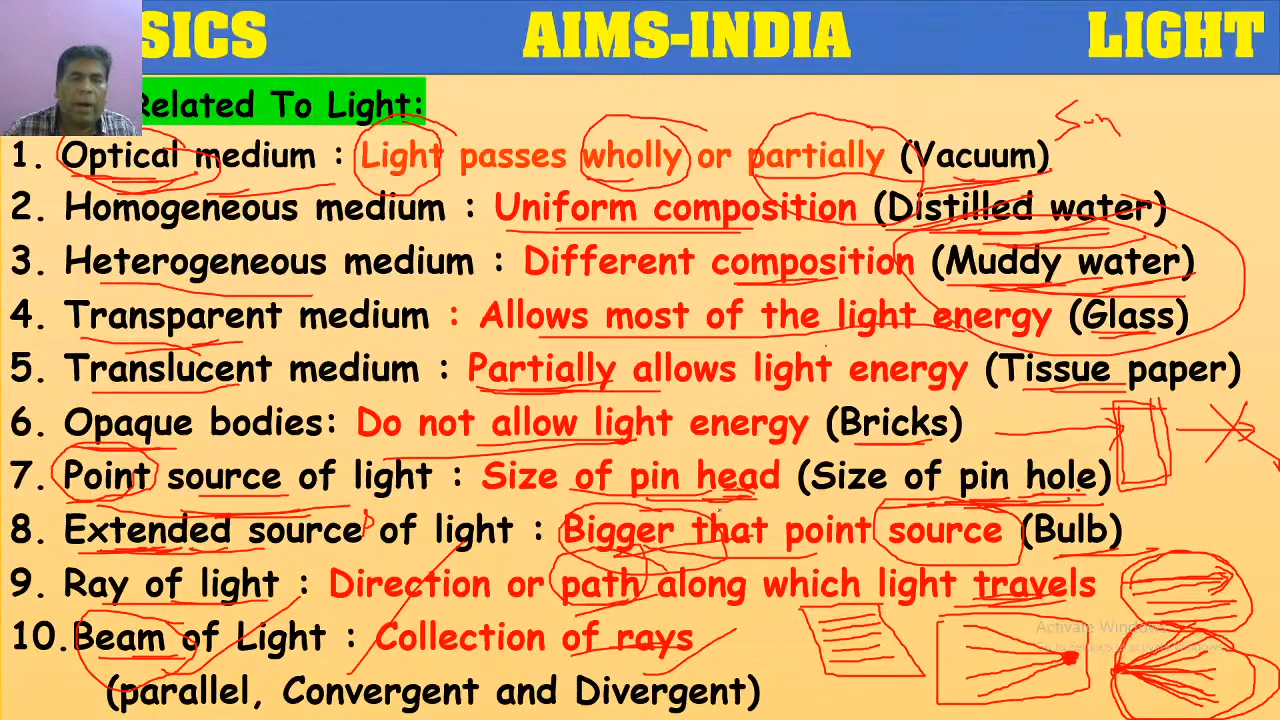 SICS AIMS-INDIA LIGHT
Related To Light:
Sun
1. Optical medium : Light passes wholly or partially (Vacuum)
2. Homogeneous medium : Uniform composition (Distilled water)
3. Heterogeneous medium : Different composition (Muddy water)
4. Transparent medium : Allows most of the light energy (Glass)
5. Translucent medium : Partially allows light energy (Tissue paper)
6. Opaque bodies: Do not allow light energy (Bricks)
7. Point source of light : Size of pin head (Size of pin hole)
8. Extended source of light : Bigger that point source (Bulb)
9. Ray of light : Direction or path along which light travels
10.Beam of Light : Collection of rays
Activate Windows
(parallel, Convergent and Divergent)